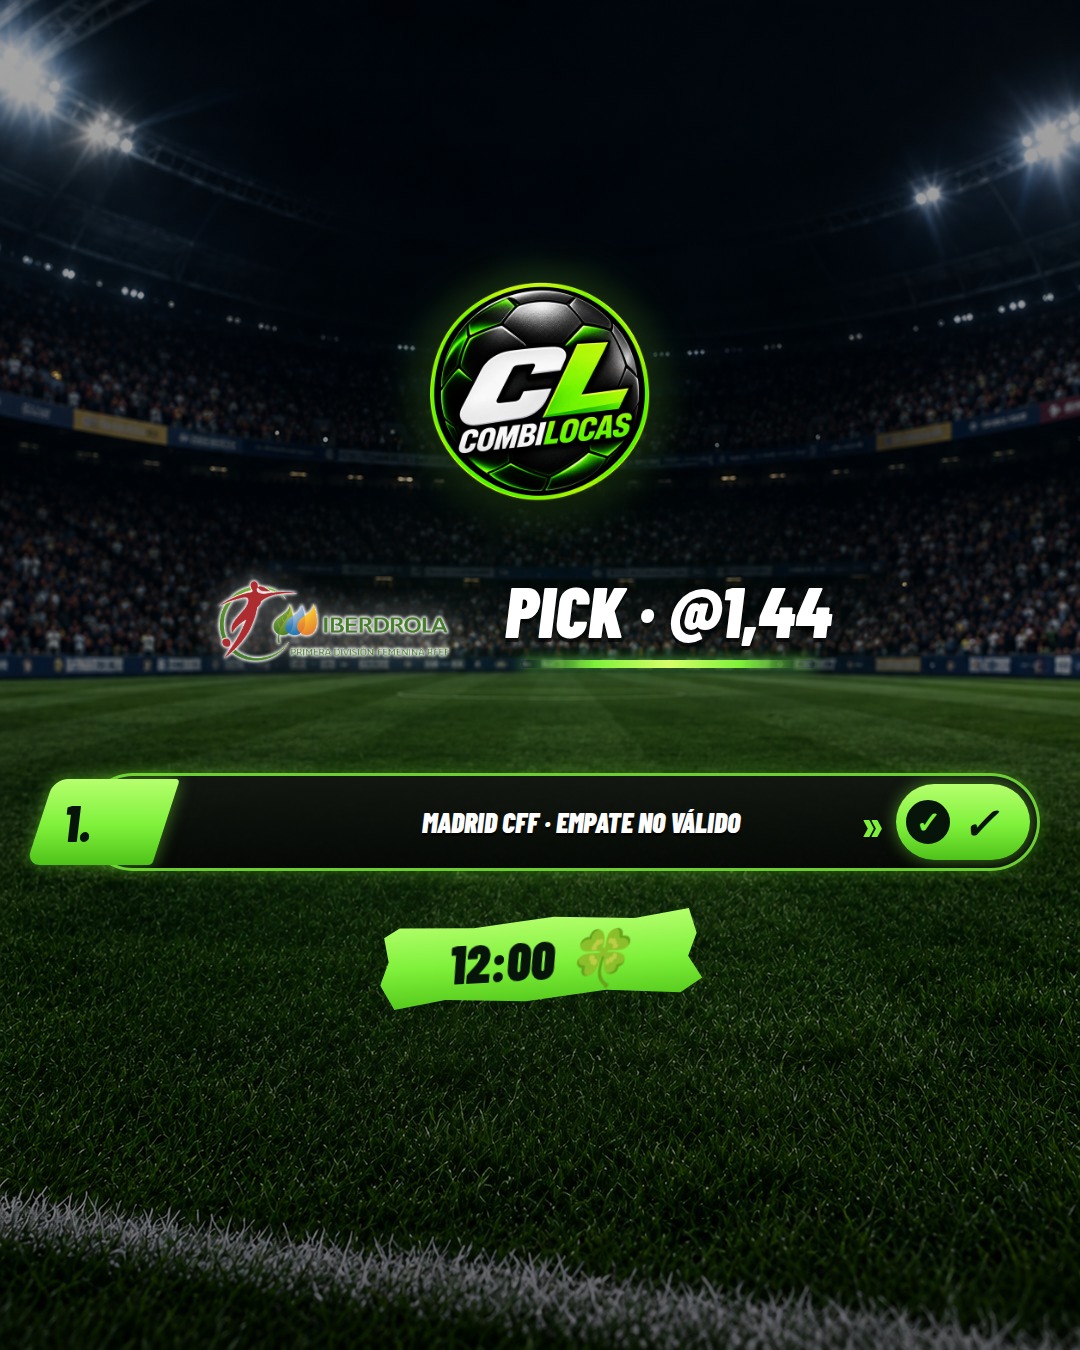 CL
COMBILOCAS
IBERDROLA
PRIMERA DIVISIÓN FEMENINA RFEF
PICK · @1,44
1.
MADRID CFF · EMPATE NO VÁLIDO
» ✓ ✓
12:00 🍀